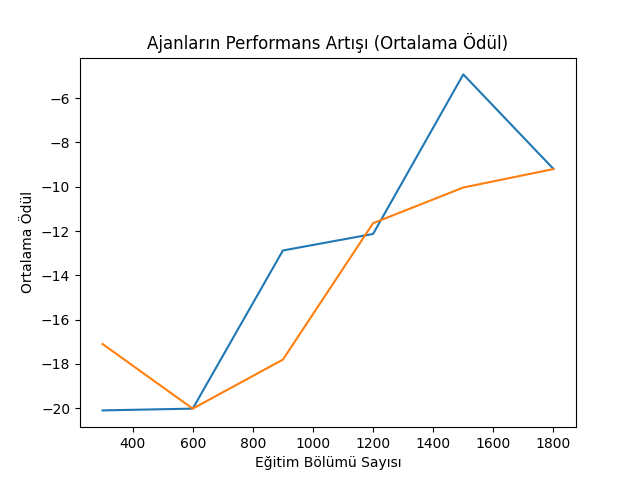 Ajanların Performans Artışı (Ortalama Ödül)
Ortalama Ödül
−6
−8
−10
−12
−14
−16
−18
−20
400 600 800 1000 1200 1400 1600 1800
Eğitim Bölümü Sayısı